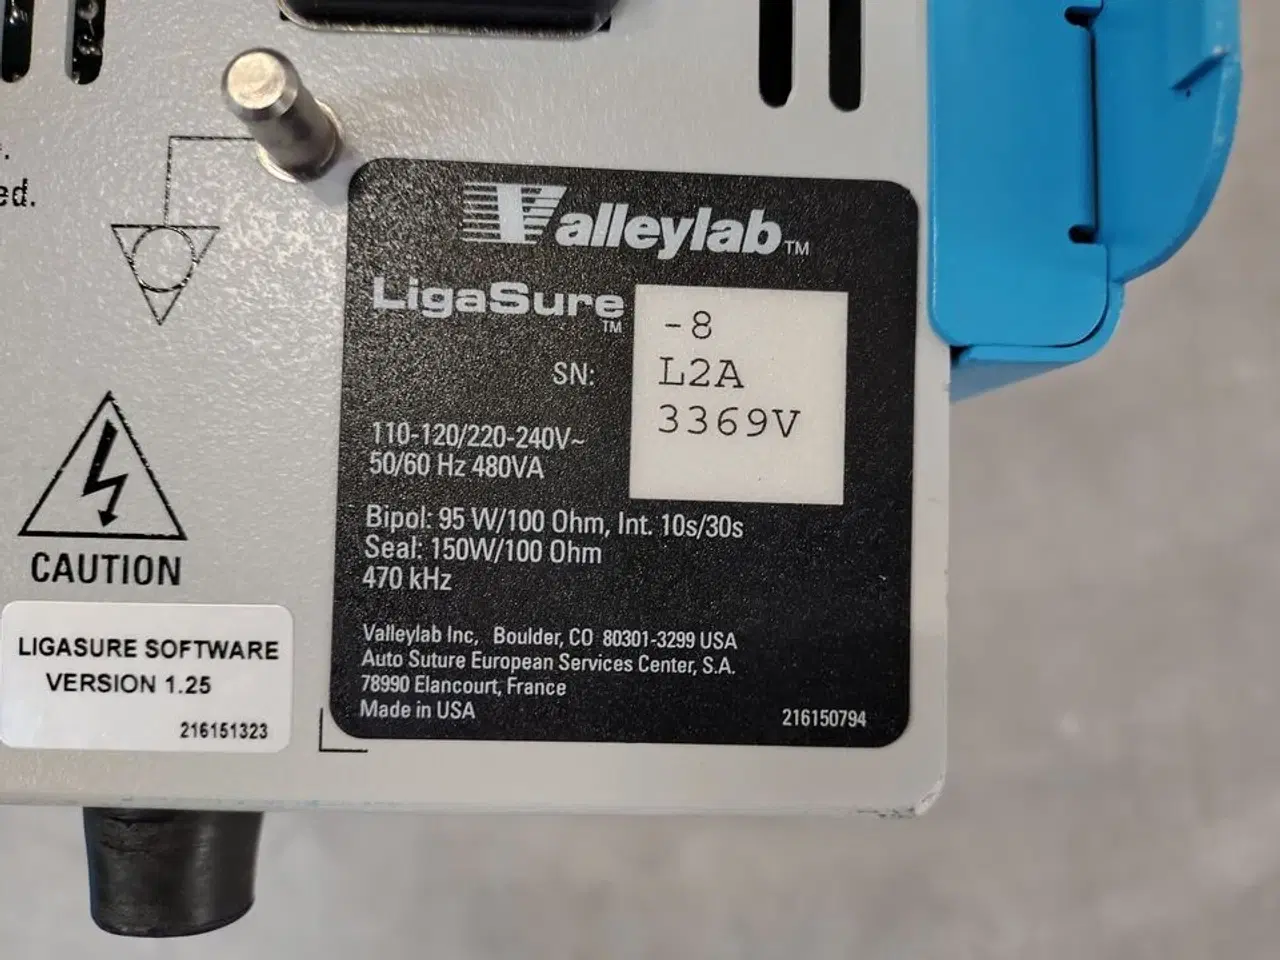 ed.
Valleylab™
LigaSure™
-8
SN: L2A
3369V
110-120/220-240V~
50/60 Hz 480VA
Bipol: 95 W/100 Ohm, Int. 10s/30s
Seal: 150W/100 Ohm
470 kHz
Valleylab Inc, Boulder, CO 80301-3299 USA
Auto Suture European Services Center, S.A.
78990 Elancourt, France
Made in USA
216150794
CAUTION
LIGASURE SOFTWARE
VERSION 1.25
216151323